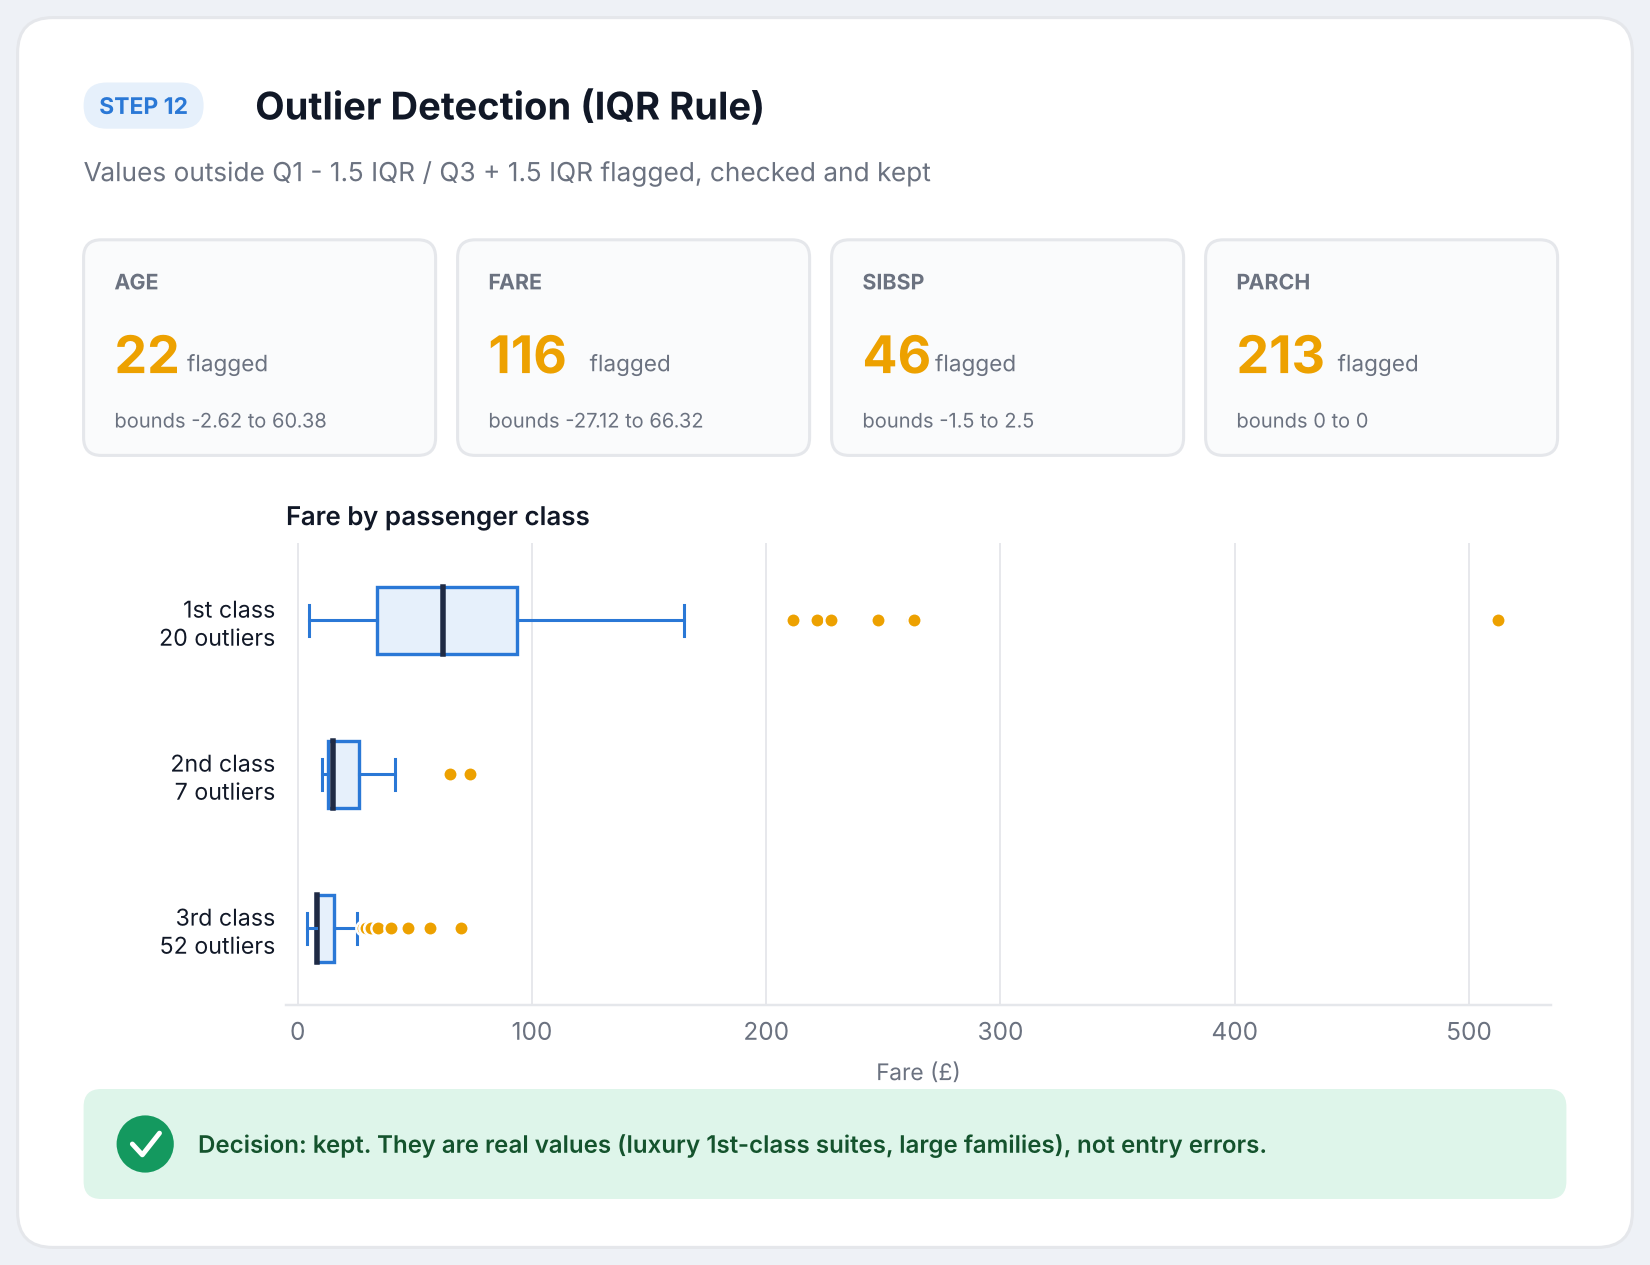 STEP 12
Outlier Detection (IQR Rule)
Values outside Q1 - 1.5 IQR / Q3 + 1.5 IQR flagged, checked and kept
AGE
22 flagged
bounds -2.62 to 60.38
FARE
116 flagged
bounds -27.12 to 66.32
SIBSP
46 flagged
bounds -1.5 to 2.5
PARCH
213 flagged
bounds 0 to 0
Fare by passenger class
1st class
20 outliers
2nd class
7 outliers
3rd class
52 outliers
0 100 200 300 400 500
Fare (£)
Decision: kept. They are real values (luxury 1st-class suites, large families), not entry errors.